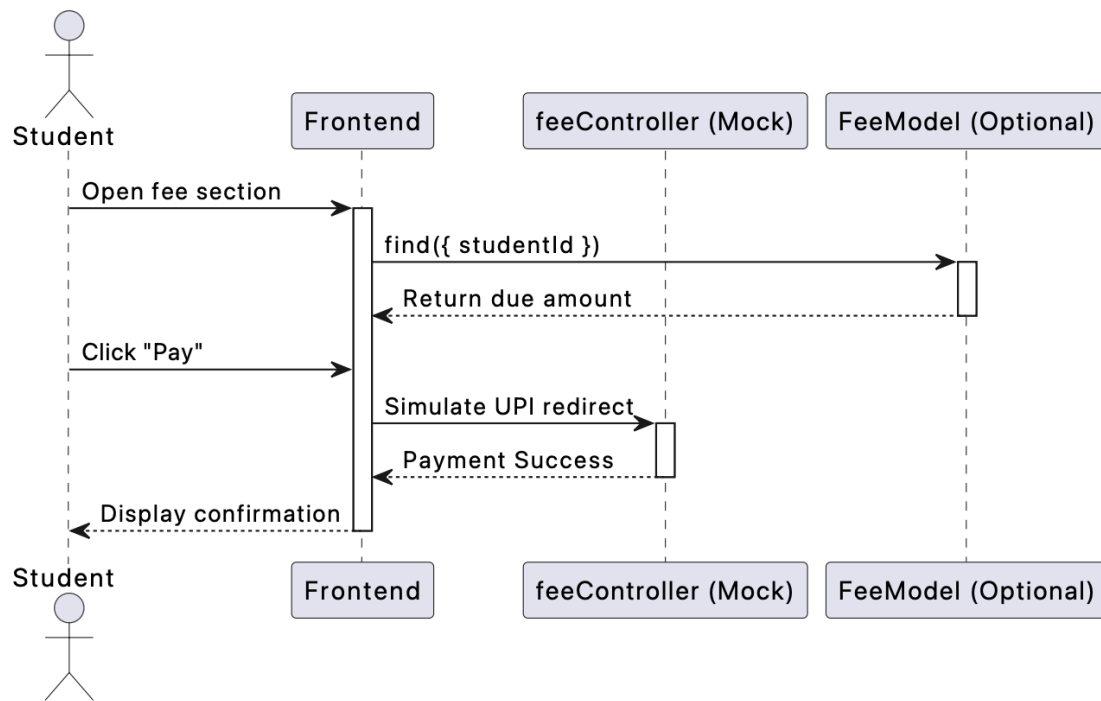 Student
Frontend
feeController (Mock)
FeeModel (Optional)
Open fee section
find({ studentId })
Return due amount
Click "Pay"
Simulate UPI redirect
Payment Success
Display confirmation
Student
Frontend
feeController (Mock)
FeeModel (Optional)